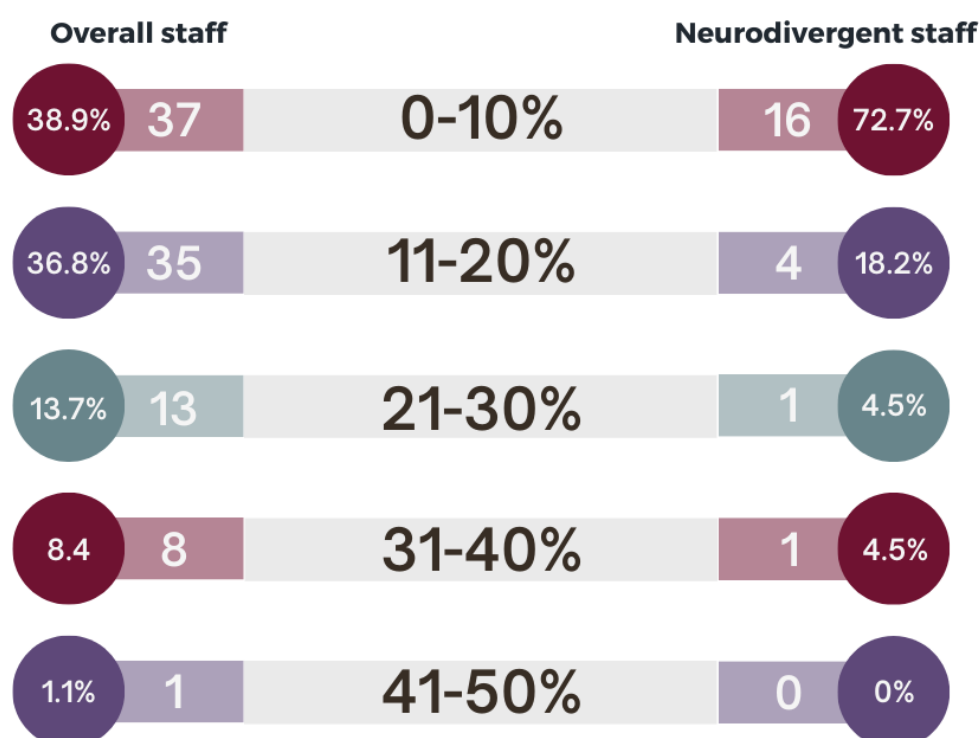 Overall staff Neurodivergent staff
38.9% 37 0-10% 16 72.7%
36.8% 35 11-20% 4 18.2%
13.7% 13 21-30% 1 4.5%
8.4 8 31-40% 1 4.5%
1.1% 1 41-50% 0 0%